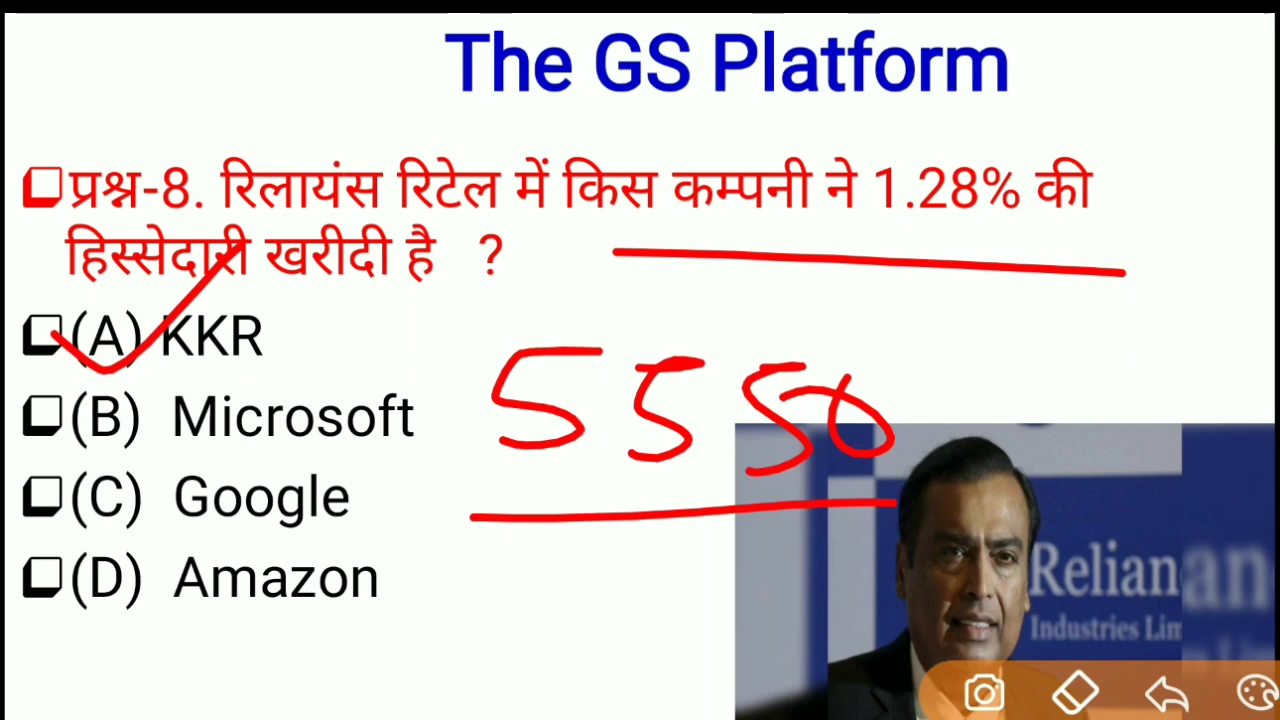 The GS Platform
प्रश्न-8. रिलायंस रिटेल में किस कम्पनी ने 1.28% की
हिस्सेदारी खरीदी है ?
(A) KKR
(B) Microsoft
(C) Google
(D) Amazon
5550
Relian
Industries Lim